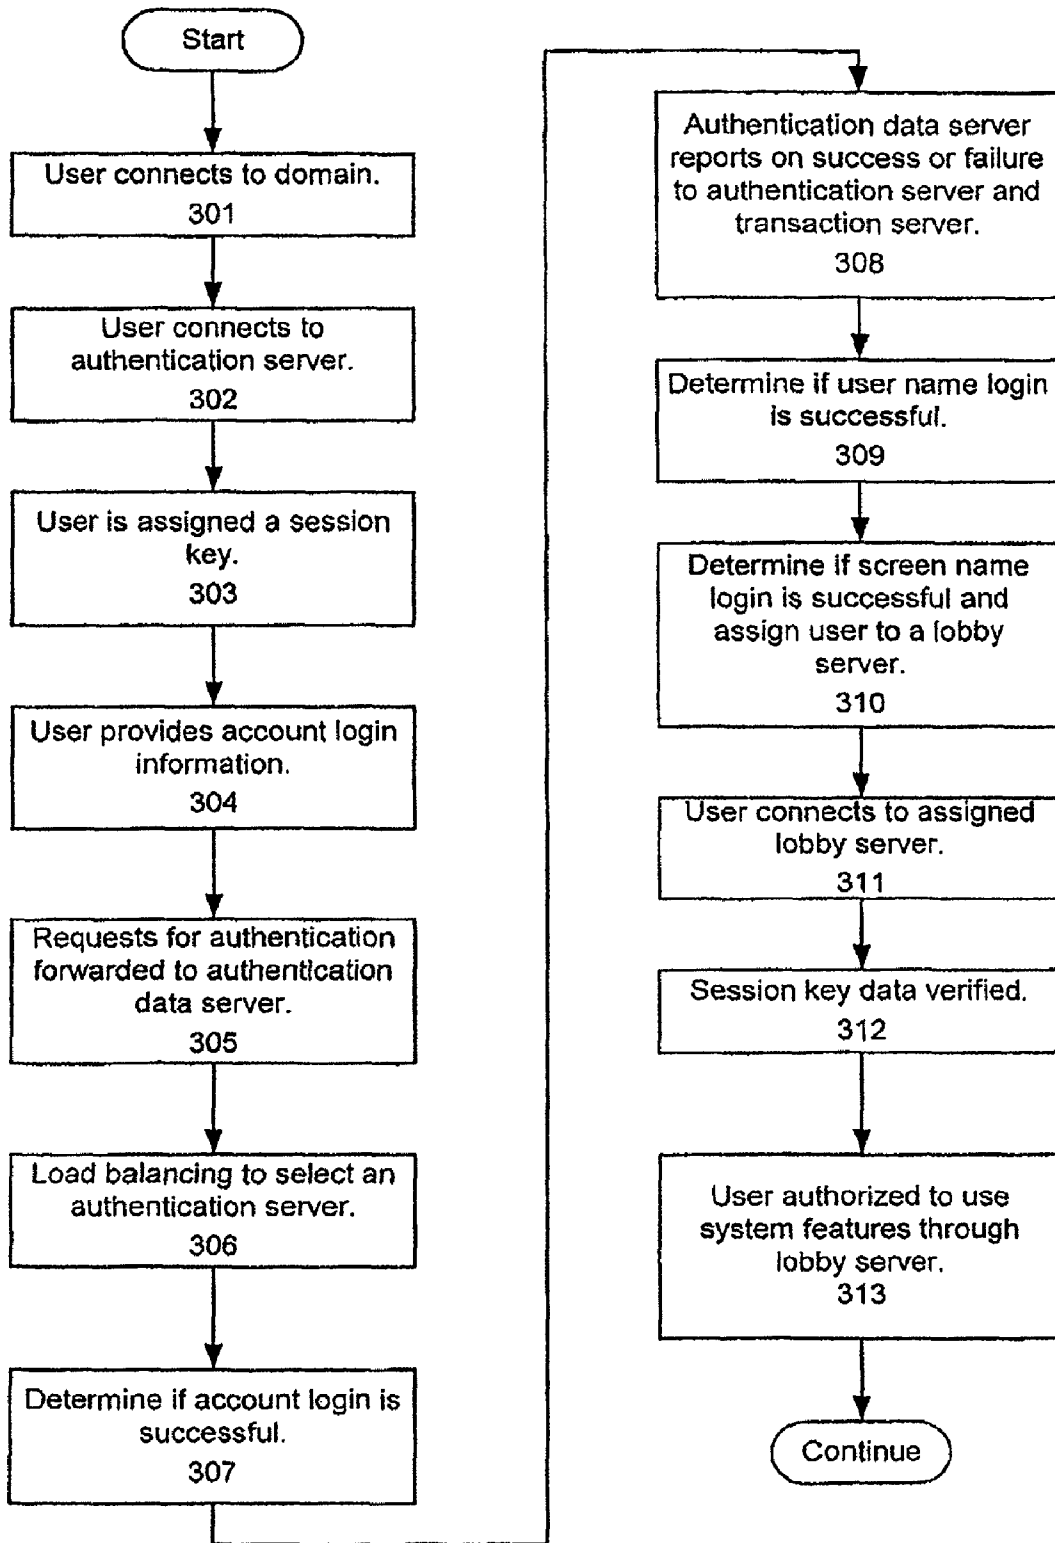 Start
User connects to domain.
301
User connects to
authentication server.
302
User is assigned a session
key.
303
User provides account login
information.
304
Requests for authentication
forwarded to authentication
data server.
305
Load balancing to select an
authentication server.
306
Determine if account login is
successful.
307
Authentication data server
reports on success or failure
to authentication server and
transaction server.
308
Determine if user name login
is successful.
309
Determine if screen name
login is successful and
assign user to a lobby
server.
310
User connects to assigned
lobby server.
311
Session key data verified.
312
User authorized to use
system features through
lobby server.
313
Continue